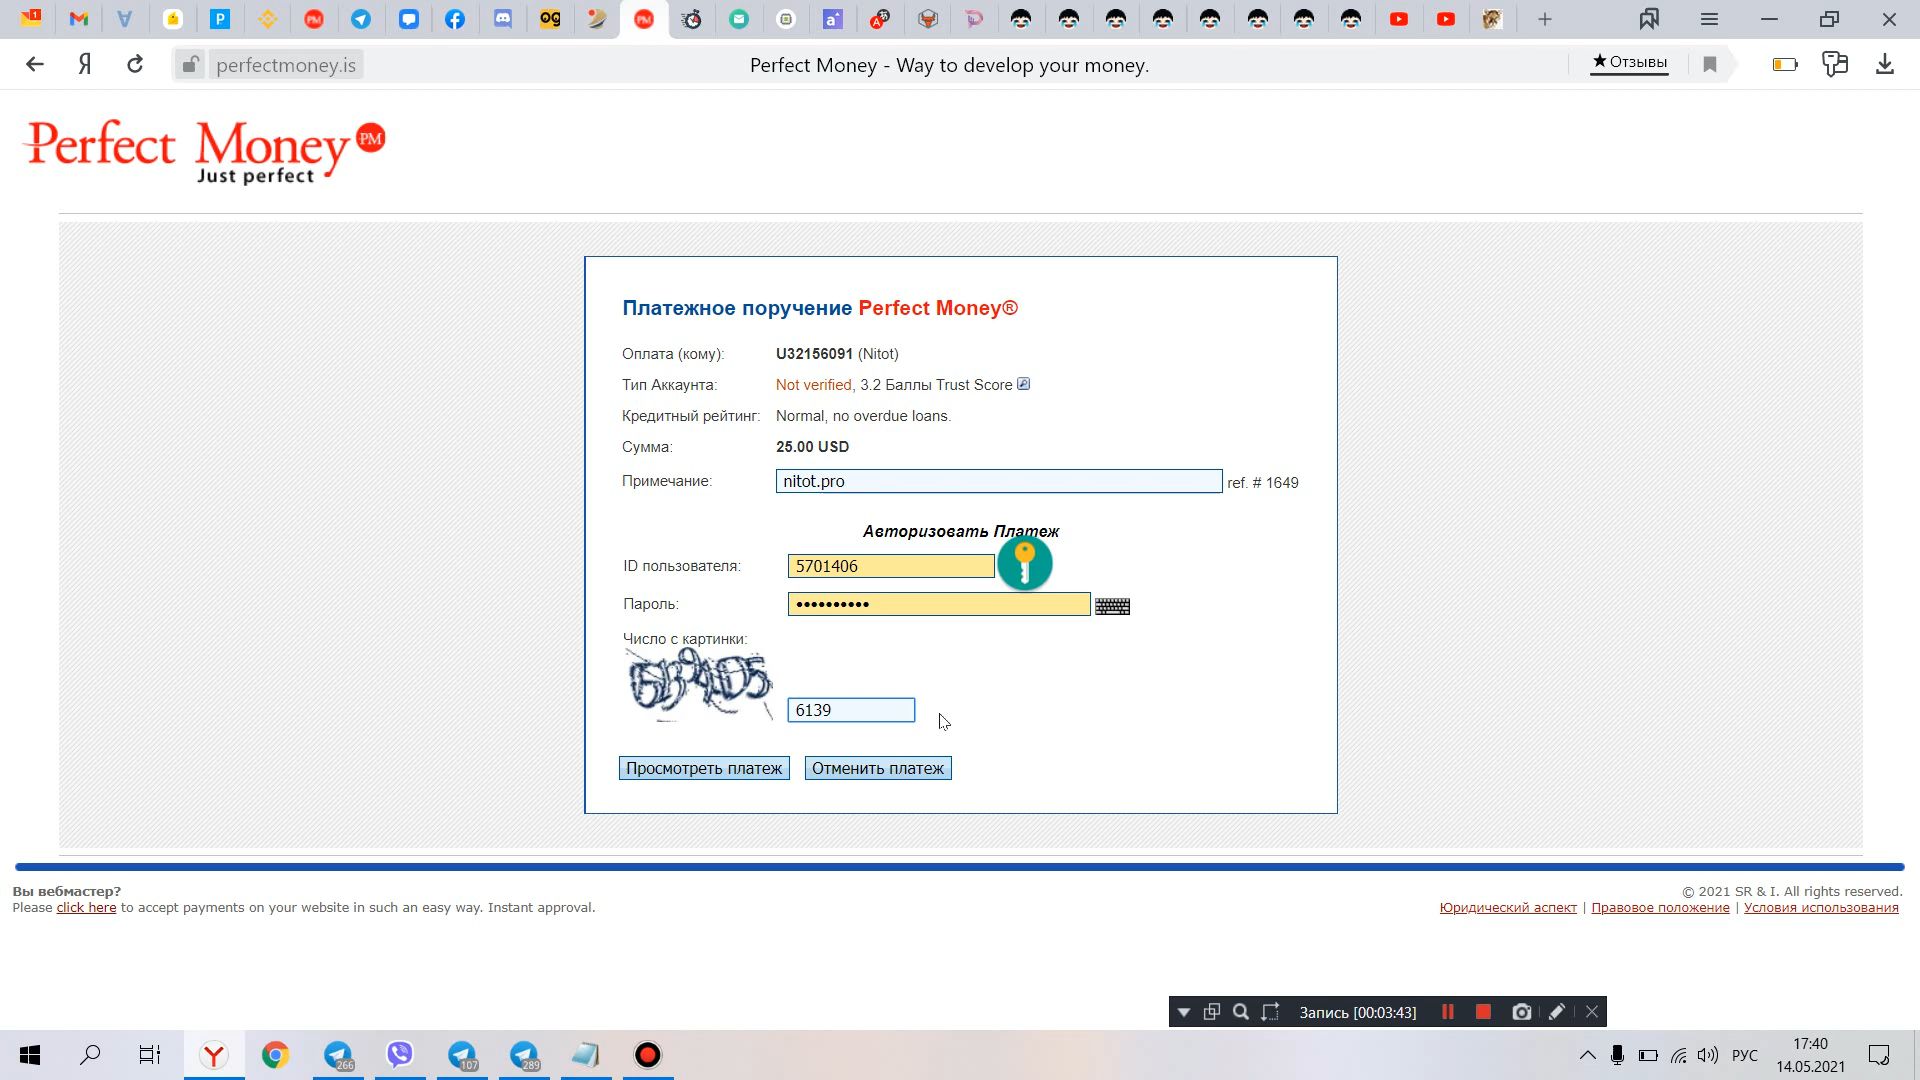 perfectmoney.is
Perfect Money - Way to develop your money.
★ Отзывы
Perfect Money PM
Just perfect
Платежное поручение Perfect Money®
Оплата (кому): U32156091 (Nitot)
Тип Аккаунта: Not verified, 3.2 Баллы Trust Score
Кредитный рейтинг: Normal, no overdue loans.
Сумма: 25.00 USD
Примечание: nitot.pro ref. # 1649
Авторизовать Платеж
ID пользователя: 5701406
Пароль: ••••••••••
Число с картинки:
6139
Просмотреть платеж Отменить платеж
Вы вебмастер?
Please click here to accept payments on your website in such an easy way. Instant approval.
© 2021 SR & I. All rights reserved.
Юридический аспект | Правовое положение | Условия использования
Запись [00:03:43]
266
107
289
РУС
17:40
14.05.2021